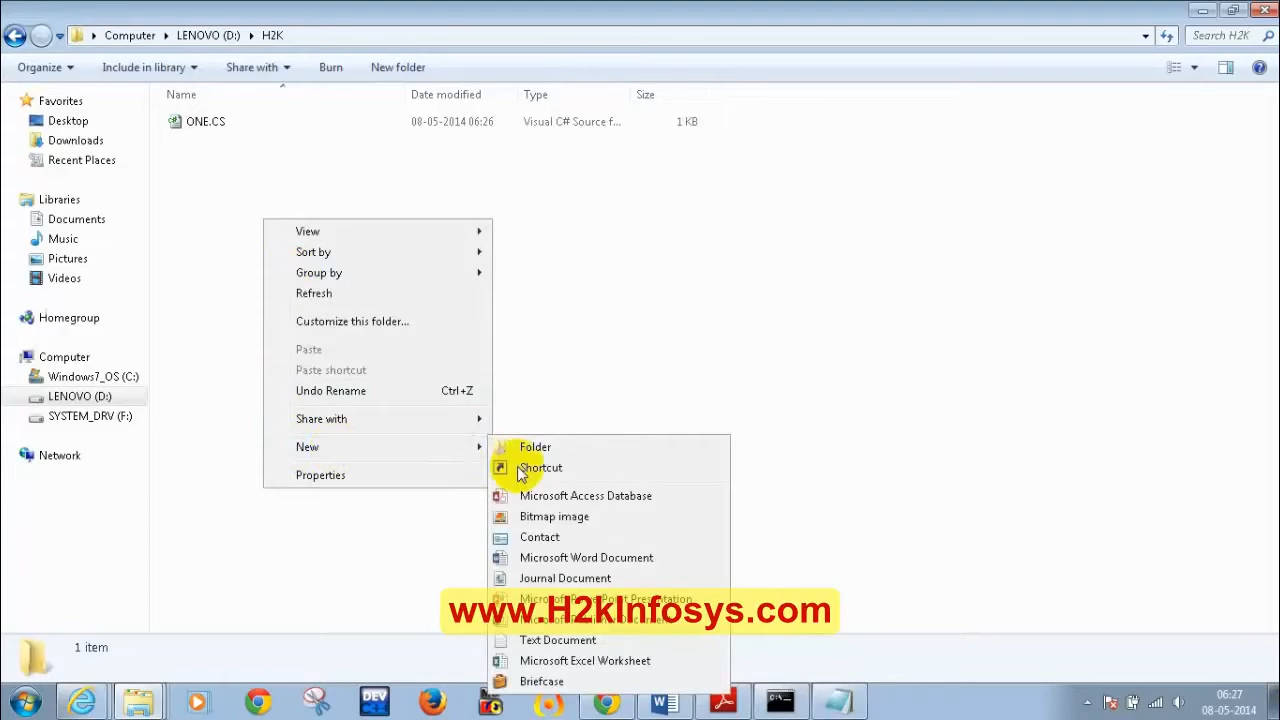 Computer LENOVO (D:) H2K
Search H2K
Organize Include in library Share with Burn New folder
Name Date modified Type Size
ONE.CS 08-05-2014 06:26 Visual C# Source f... 1 KB
Favorites
Desktop
Downloads
Recent Places
Libraries
Documents
Music
Pictures
Videos
Homegroup
Computer
Windows7_OS (C:)
LENOVO (D:)
SYSTEM_DRV (F:)
Network
View
Sort by
Group by
Refresh
Customize this folder...
Paste
Paste shortcut
Undo Rename Ctrl+Z
Share with
New
Properties
Folder
Shortcut
Microsoft Access Database
Bitmap image
Contact
Microsoft Word Document
Journal Document
Microsoft PowerPoint Presentation
www.H2kInfosys.com
Text Document
Microsoft Excel Worksheet
Briefcase
1 item
DEV
06:27
08-05-2014